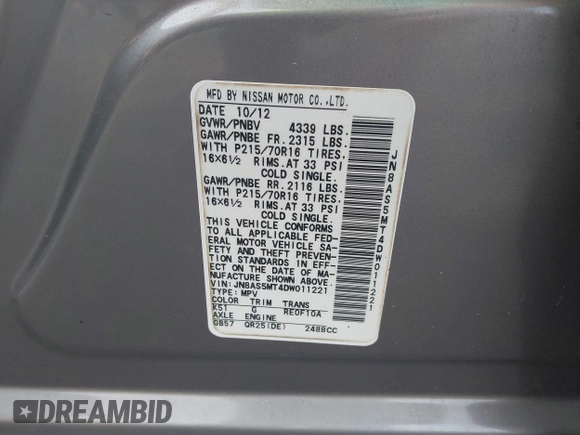 MFD BY NISSAN MOTOR CO.,LTD.
DATE 10/12
GVWR/PNBV 4339 LBS.
GAWR/PNBE FR. 2315 LBS.
WITH P215/70R16 TIRES.
16X6½ RIMS.AT 33 PSI
COLD SINGLE.
GAWR/PNBE RR. 2116 LBS.
WITH P215/70R16 TIRES.
16X6½ RIMS.AT 33 PSI
COLD SINGLE.
THIS VEHICLE CONFORMS
TO ALL APPLICABLE FED-
ERAL MOTOR VEHICLE SA-
FETY AND THEFT PREVEN-
TION STANDARDS IN EFF-
ECT ON THE DATE OF MA-
NUFACTURE SHOWN ABOVE.
VIN:JN8AS5MT4DW011221
TYPE:MPV
COLOR TRIM TRANS
K51 G RE0F10A
AXLE ENGINE
GB57 QR25(DE) 2488CC
JN8AS5MT4DW011221
DREAMBID